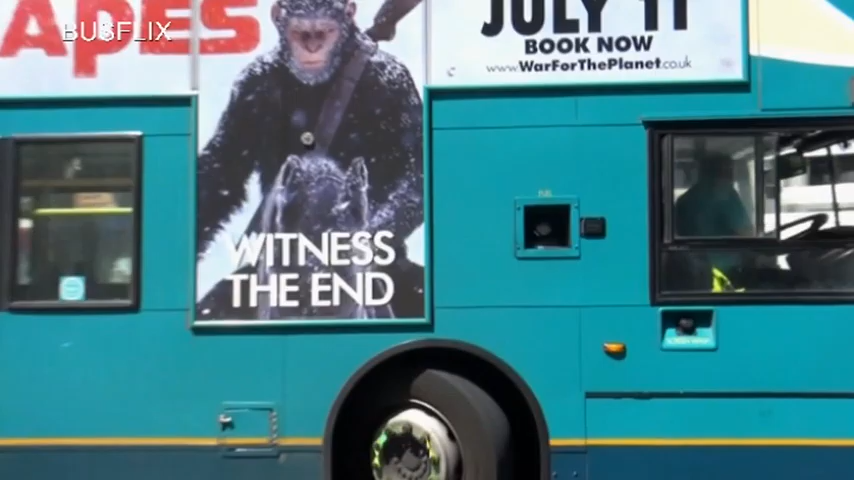 APES
BUSFLIX
JULY 11
BOOK NOW
www.WarForThePlanet.co.uk
WITNESS
THE END